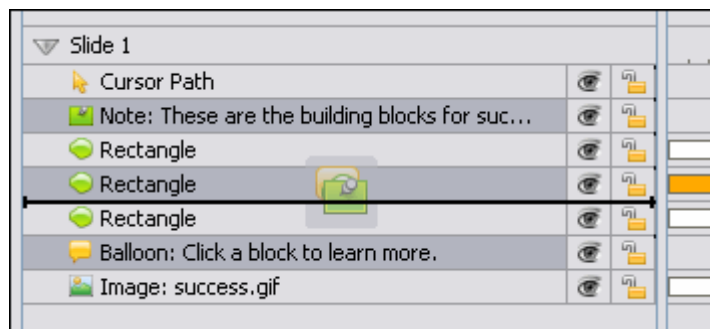 Slide 1
Cursor Path
Note: These are the building blocks for suc...
Rectangle
Rectangle
Rectangle
Balloon: Click a block to learn more.
Image: success.gif